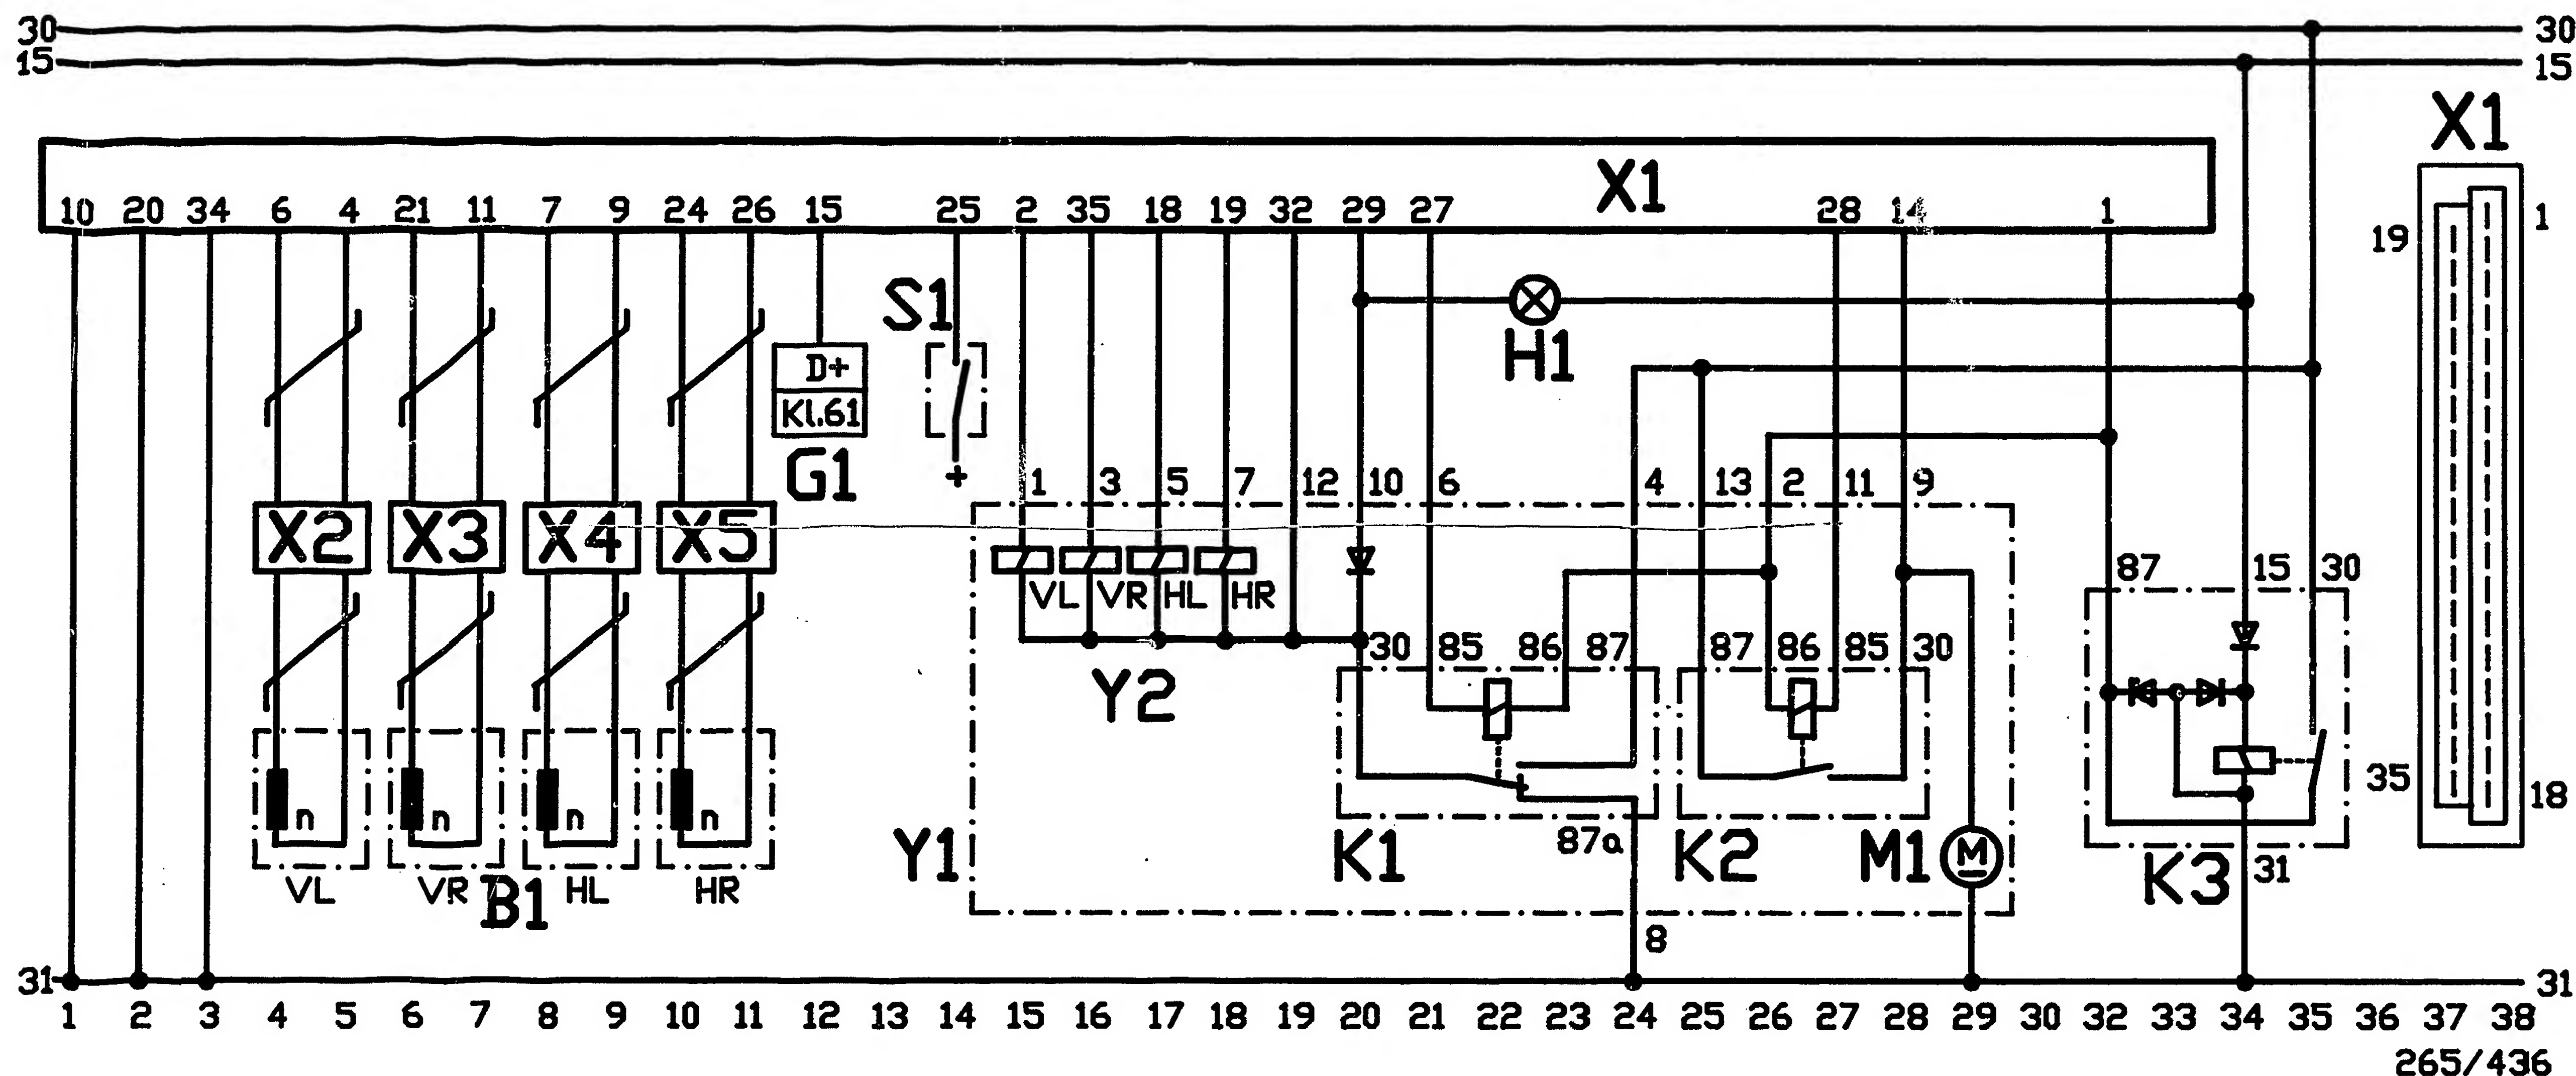 30 30
15 15
X1
X1
10 20 34 6 4 21 11 7 9 24 26 15 25 2 35 18 19 32 29 27 28 14 1
19 1
S1
H1
D+
Kl.61
G1
+
1 3 5 7 12 10 6 4 13 2 11 9
X2 X3 X4 X5
87 15 30
VL VR HL HR
30 85 86 87 87 86 85 30
Y2
35 18
n n n n
Y1 K1 87a K2 M1 M K3 31
VL VR HL HR
B1
8
31 31
1 2 3 4 5 6 7 8 9 10 11 12 13 14 15 16 17 18 19 20 21 22 23 24 25 26 27 28 29 30 32 33 34 35 36 37 38
265/436